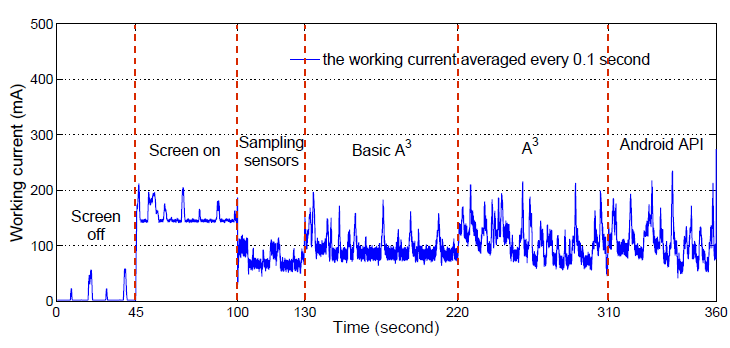 500
400
300
200
100
0
Working current (mA)
the working current averaged every 0.1 second
Screen off
Screen on
Sampling sensors
Basic A³
A³
Android API
0 45 100 130 220 310 360
Time (second)